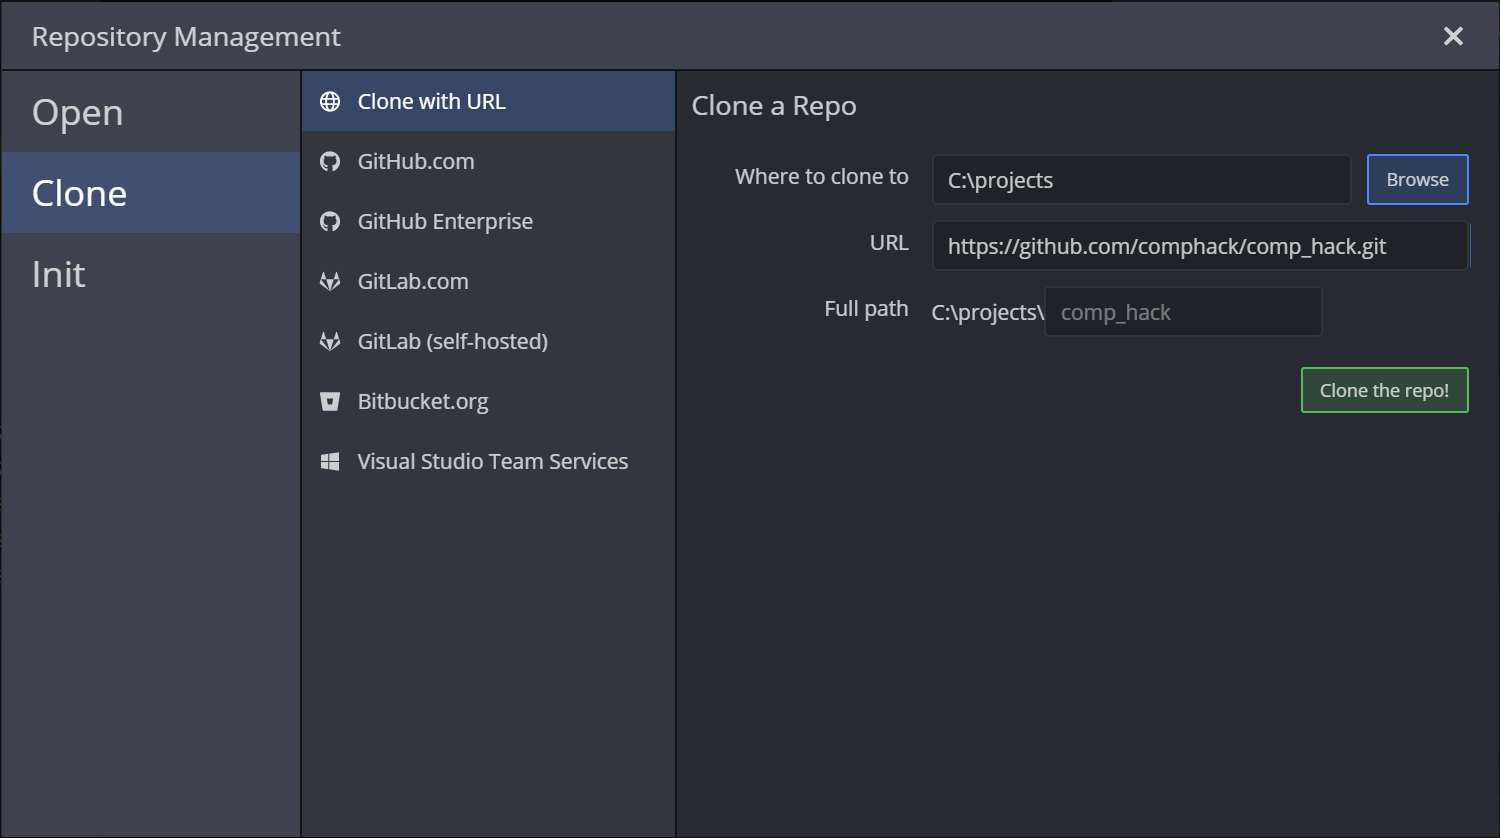 Repository Management
Open
Clone
Init
Clone with URL
GitHub.com
GitHub Enterprise
GitLab.com
GitLab (self-hosted)
Bitbucket.org
Visual Studio Team Services
Clone a Repo
Where to clone to C:\projects Browse
URL https://github.com/comphack/comp_hack.git
Full path C:\projects\ comp_hack
Clone the repo!